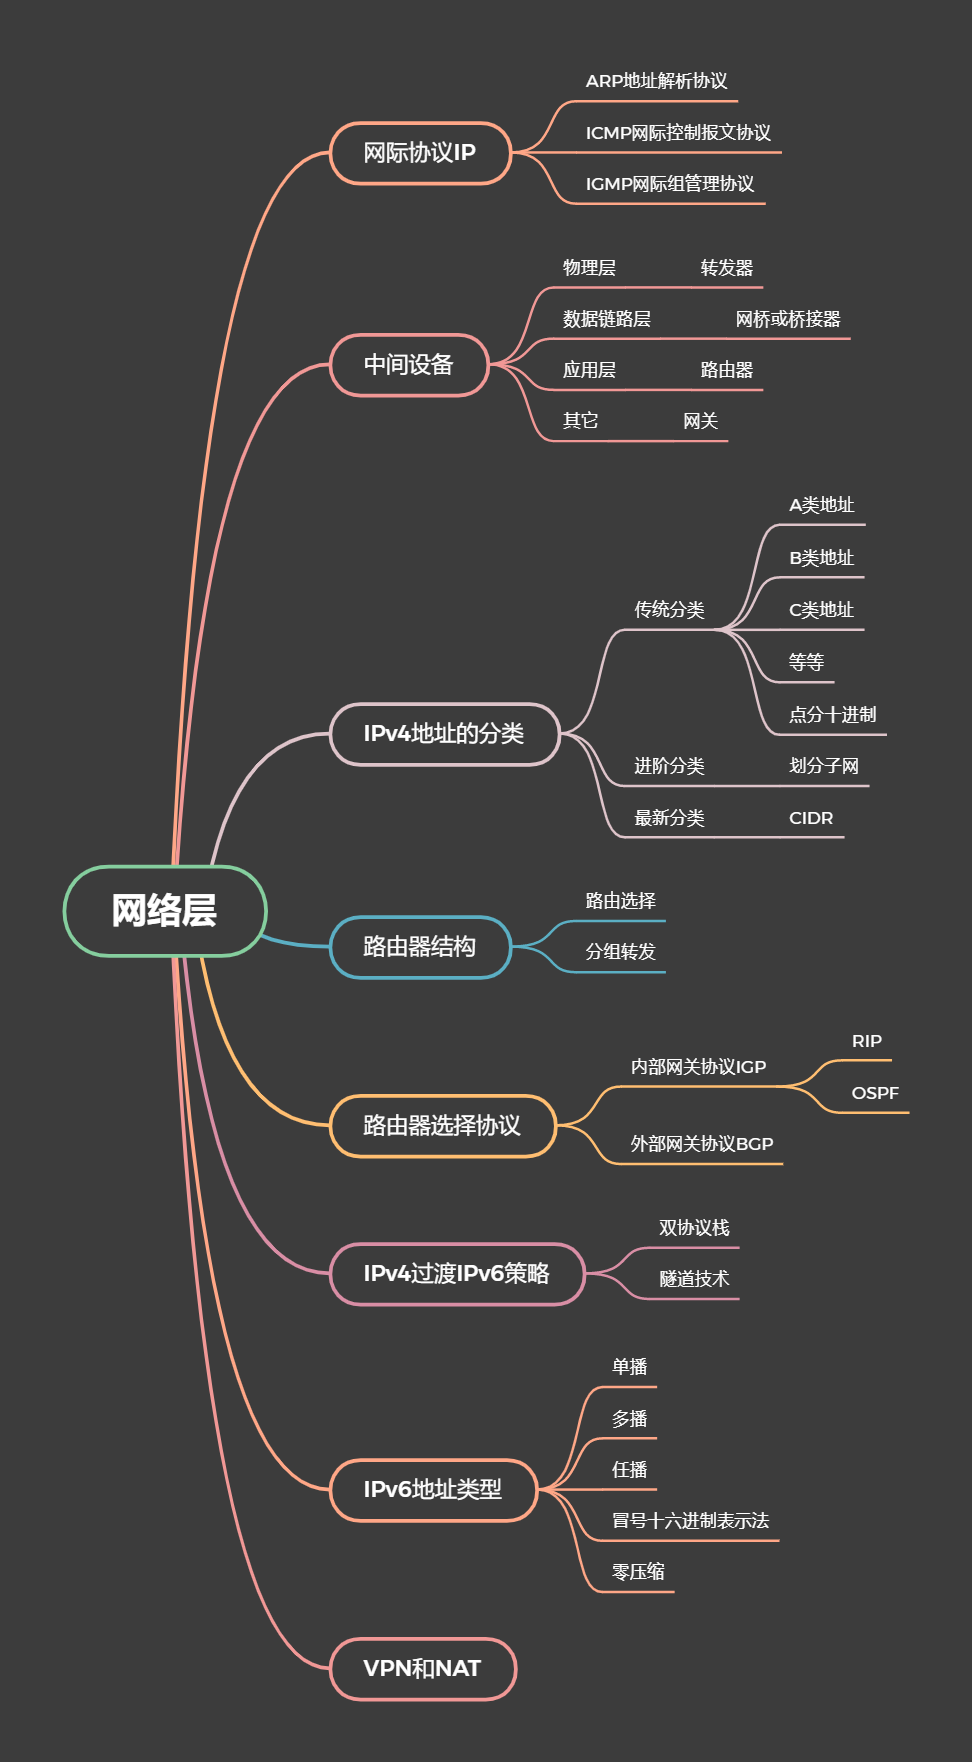 网络层
网际协议IP
ARP地址解析协议
ICMP网际控制报文协议
IGMP网际组管理协议
中间设备
物理层 转发器
数据链路层 网桥或桥接器
应用层 路由器
其它 网关
IPv4地址的分类
传统分类
A类地址
B类地址
C类地址
等等
点分十进制
进阶分类 划分子网
最新分类 CIDR
路由器结构
路由选择
分组转发
路由器选择协议
内部网关协议IGP
RIP
OSPF
外部网关协议BGP
IPv4过渡IPv6策略
双协议栈
隧道技术
IPv6地址类型
单播
多播
任播
冒号十六进制表示法
零压缩
VPN和NAT